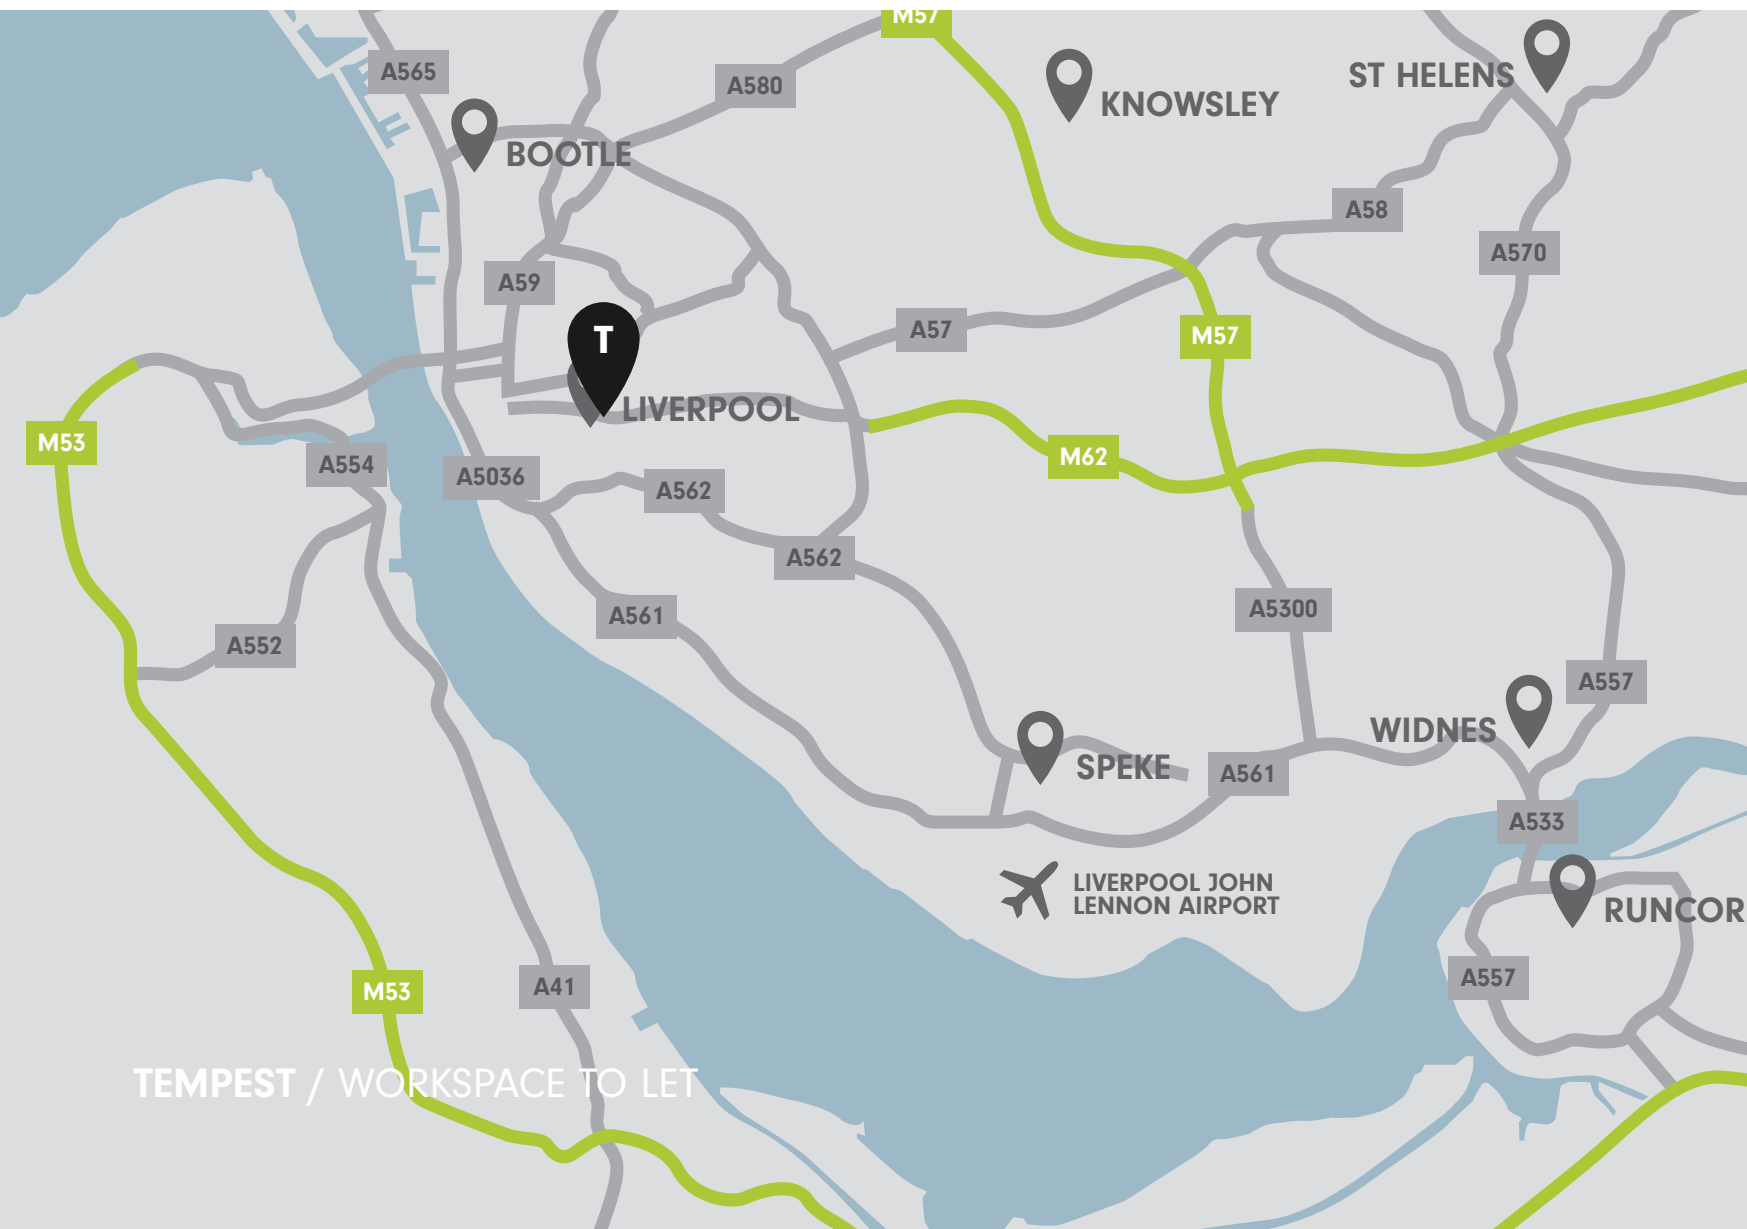 M57
ST HELENS
A565
A580
KNOWSLEY
BOOTLE
A58
A570
A59
A57
M57
T
LIVERPOOL
M53
M62
A554
A5036
A562
A562
A5300
A561
A552
A557
WIDNES
SPEKE
A561
A533
LIVERPOOL JOHN
LENNON AIRPORT
RUNCOR
A557
M53
A41
TEMPEST / WORKSPACE TO LET